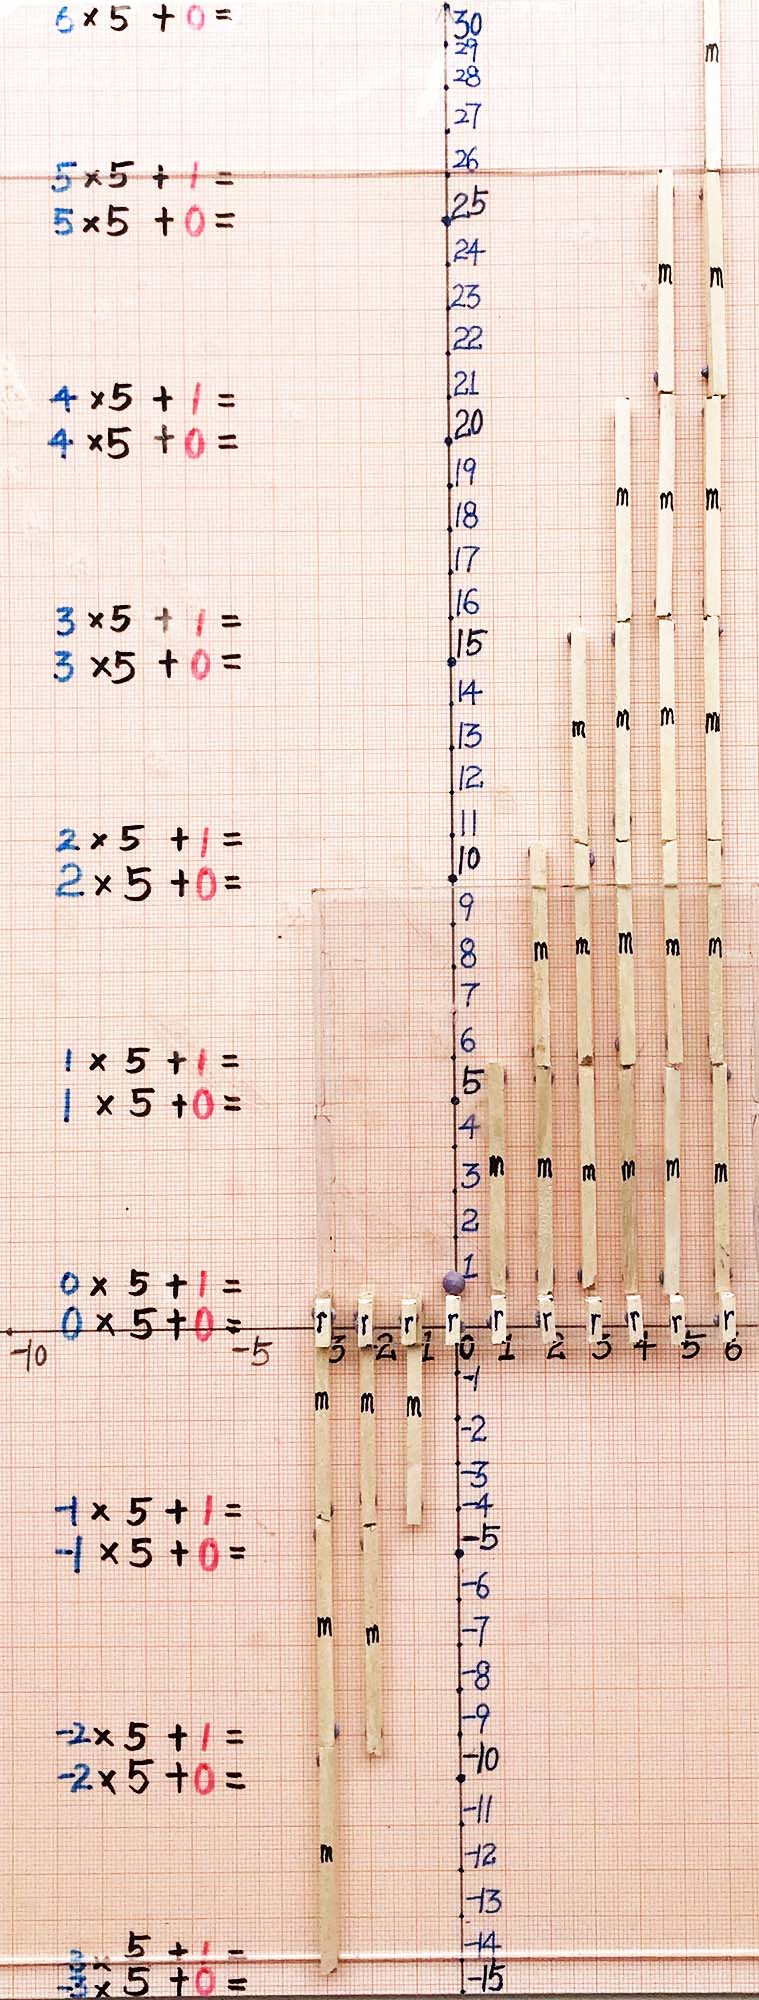 6 × 5 + 0 =
30
29
m
28
27
26
5 × 5 + 1 =
25
5 × 5 + 0 =
24
m m
23
22
21
4 × 5 + 1 =
20
4 × 5 + 0 =
19
m m m
18
17
16
3 × 5 + 1 =
15
3 × 5 + 0 =
14
m m m m
13
12
11
2 × 5 + 1 =
10
2 × 5 + 0 =
9
8
m m m m m
7
6
1 × 5 + 1 =
5
1 × 5 + 0 =
4
3
m m m m m m
2
1
0 × 5 + 1 =
0 × 5 + 0 =
r r r r r r r r r r
-10 -5 3 2 1 0 1 2 3 4 5 6
-1
m m m
-2
-3
-4
-1 × 5 + 1 =
-5
-1 × 5 + 0 =
-6
m m
-7
-8
-9
-2 × 5 + 1 =
-10
-2 × 5 + 0 =
-11
m
-12
-13
-14
× 5 + 1 =
-15
-3 × 5 + 0 =